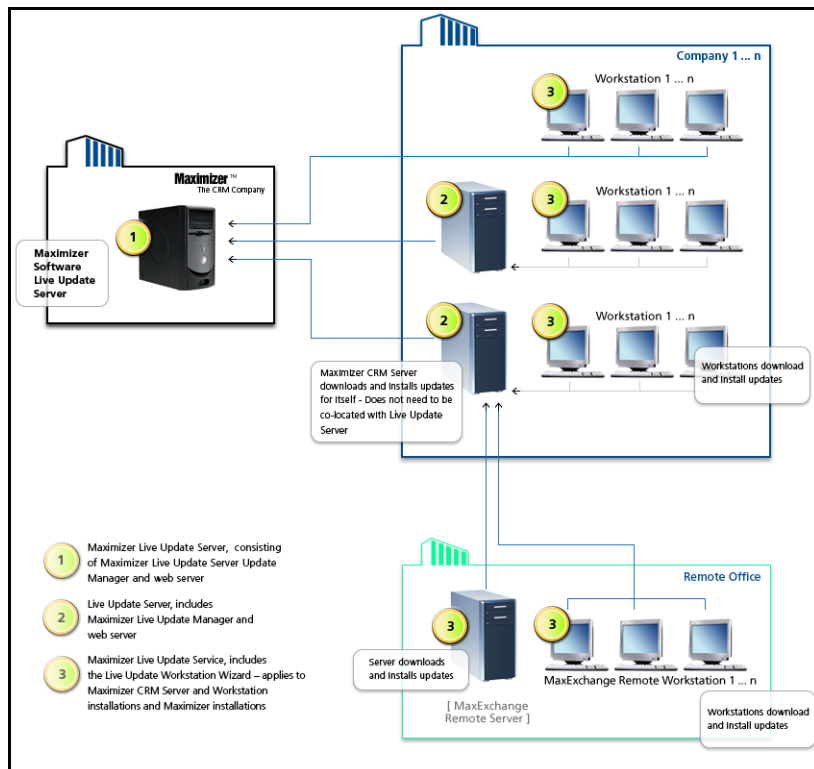 Company 1 ... n
Workstation 1 ... n
3
Maximizer™
The CRM Company
1
Maximizer
Software
Live Update
Server
2
3
Workstation 1 ... n
2
3
Workstation 1 ... n
Maximizer CRM Server
downloads and installs updates
for itself - Does not need to be
co-located with Live Update
Server
Workstations download
and install updates
1
Maximizer Live Update Server, consisting
of Maximizer Live Update Server Update
Manager and web server
2
Live Update Server, includes
Maximizer Live Update Manager and
web server
3
Maximizer Live Update Service, includes
the Live Update Workstation Wizard – applies to
Maximizer CRM Server and Workstation
installations and Maximizer installations
Remote Office
3
Server downloads
and installs updates
[ MaxExchange
Remote Server ]
3
MaxExchange Remote Workstation 1 ... n
Workstations download
and install updates